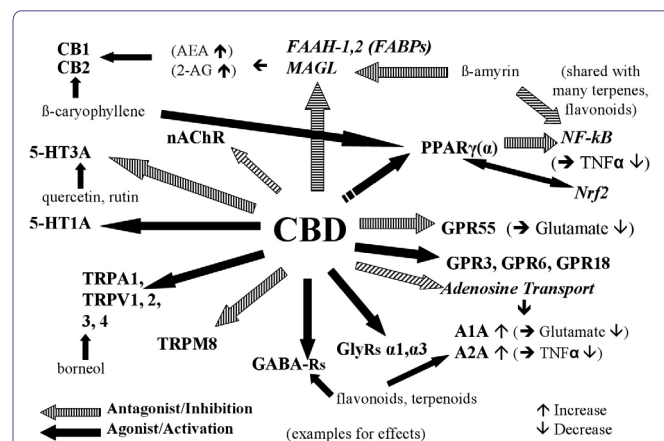 CB1
CB2
(AEA ↑)
(2-AG ↑)
FAAH-1,2 (FABPs)
MAGL
ß-amyrin
(shared with
many terpenes,
flavonoids)
ß-caryophyllene
nAChR
PPARγ(α)
NF-kB
(→ TNFα ↓)
Nrf2
5-HT3A
quercetin, rutin
5-HT1A
CBD
GPR55 (→ Glutamate ↓)
GPR3, GPR6, GPR18
Adenosine Transport
TRPA1,
TRPV1, 2,
3, 4
borneol
TRPM8
GABA-Rs
GlyRs α1,α3
A1A ↑ (→ Glutamate ↓)
A2A ↑ (→ TNFα ↓)
flavonoids, terpenoids
Antagonist/Inhibition
Agonist/Activation
(examples for effects)
↑ Increase
↓ Decrease